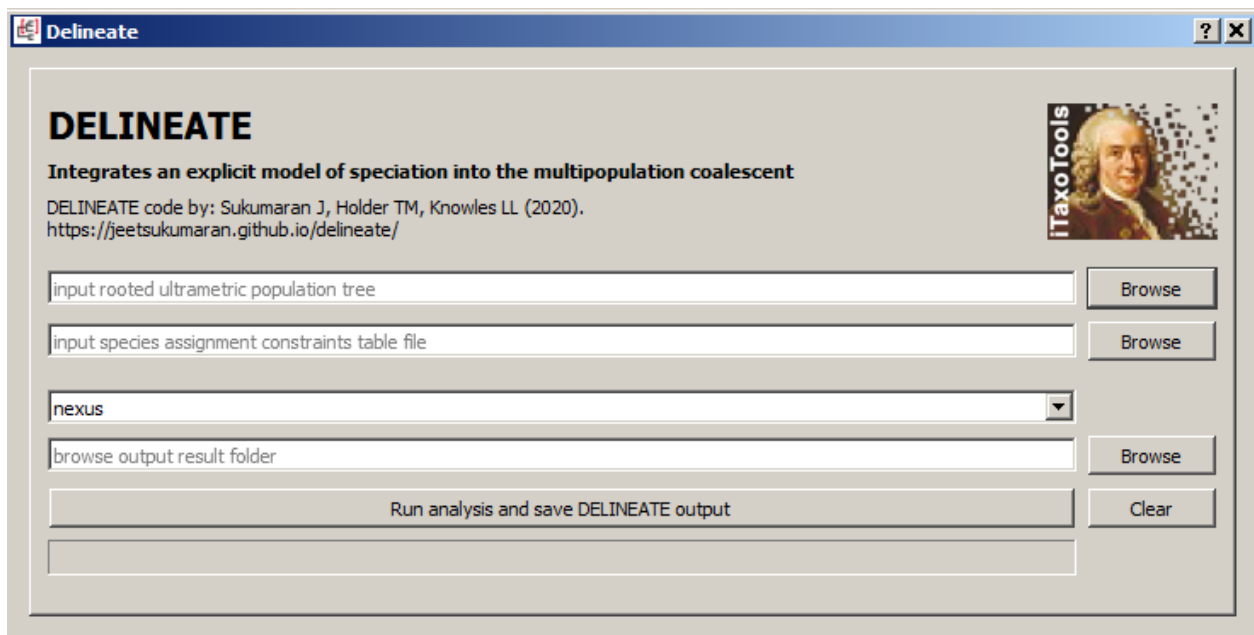 Delineate
DELINEATE
iTaxoTools
Integrates an explicit model of speciation into the multipopulation coalescent
DELINEATE code by: Sukumaran J, Holder TM, Knowles LL (2020).
https://jeetsukumaran.github.io/delineate/
input rooted ultrametric population tree
Browse
input species assignment constraints table file
Browse
nexus
browse output result folder
Browse
Run analysis and save DELINEATE output
Clear